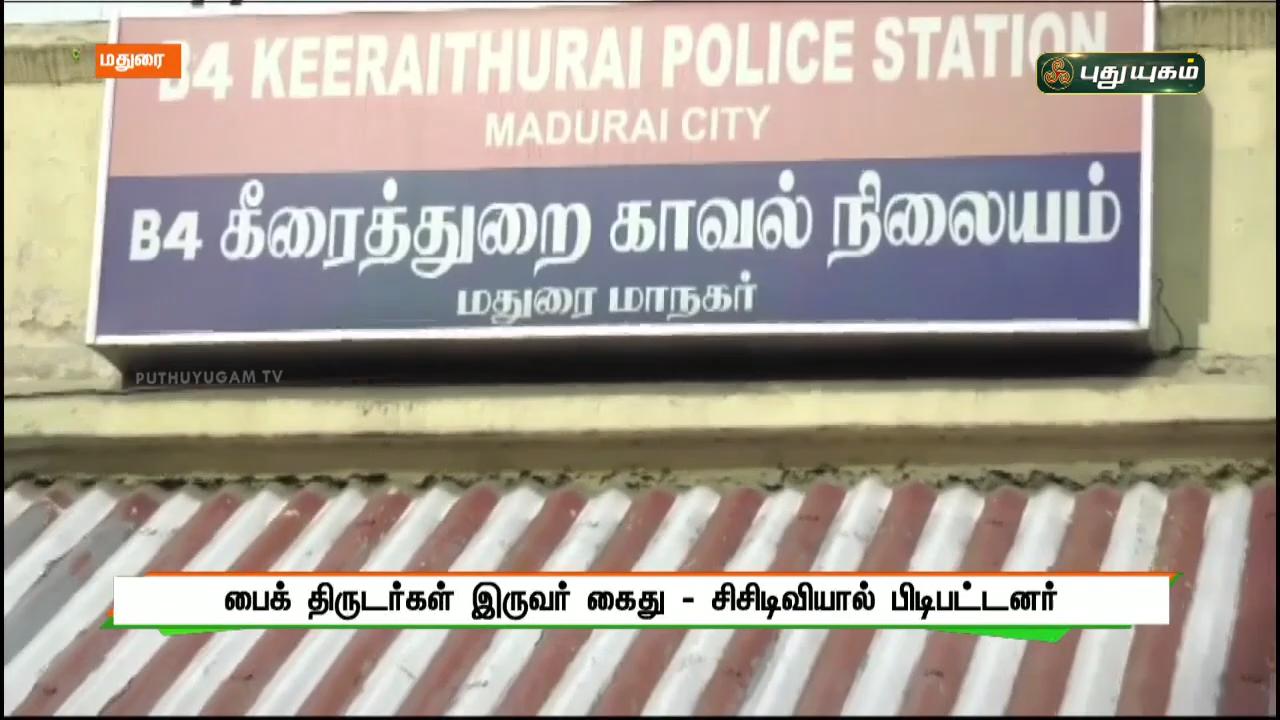 மதுரை
B4 KEERAITHURAI POLICE STATION
புதுயுகம்
MADURAI CITY
B4 கீரைத்துறை காவல் நிலையம்
மதுரை மாநகர்
PUTHUYUGAM TV
பைக் திருடர்கள் இருவர் கைது - சிசிடிவியால் பிடிபட்டனர்